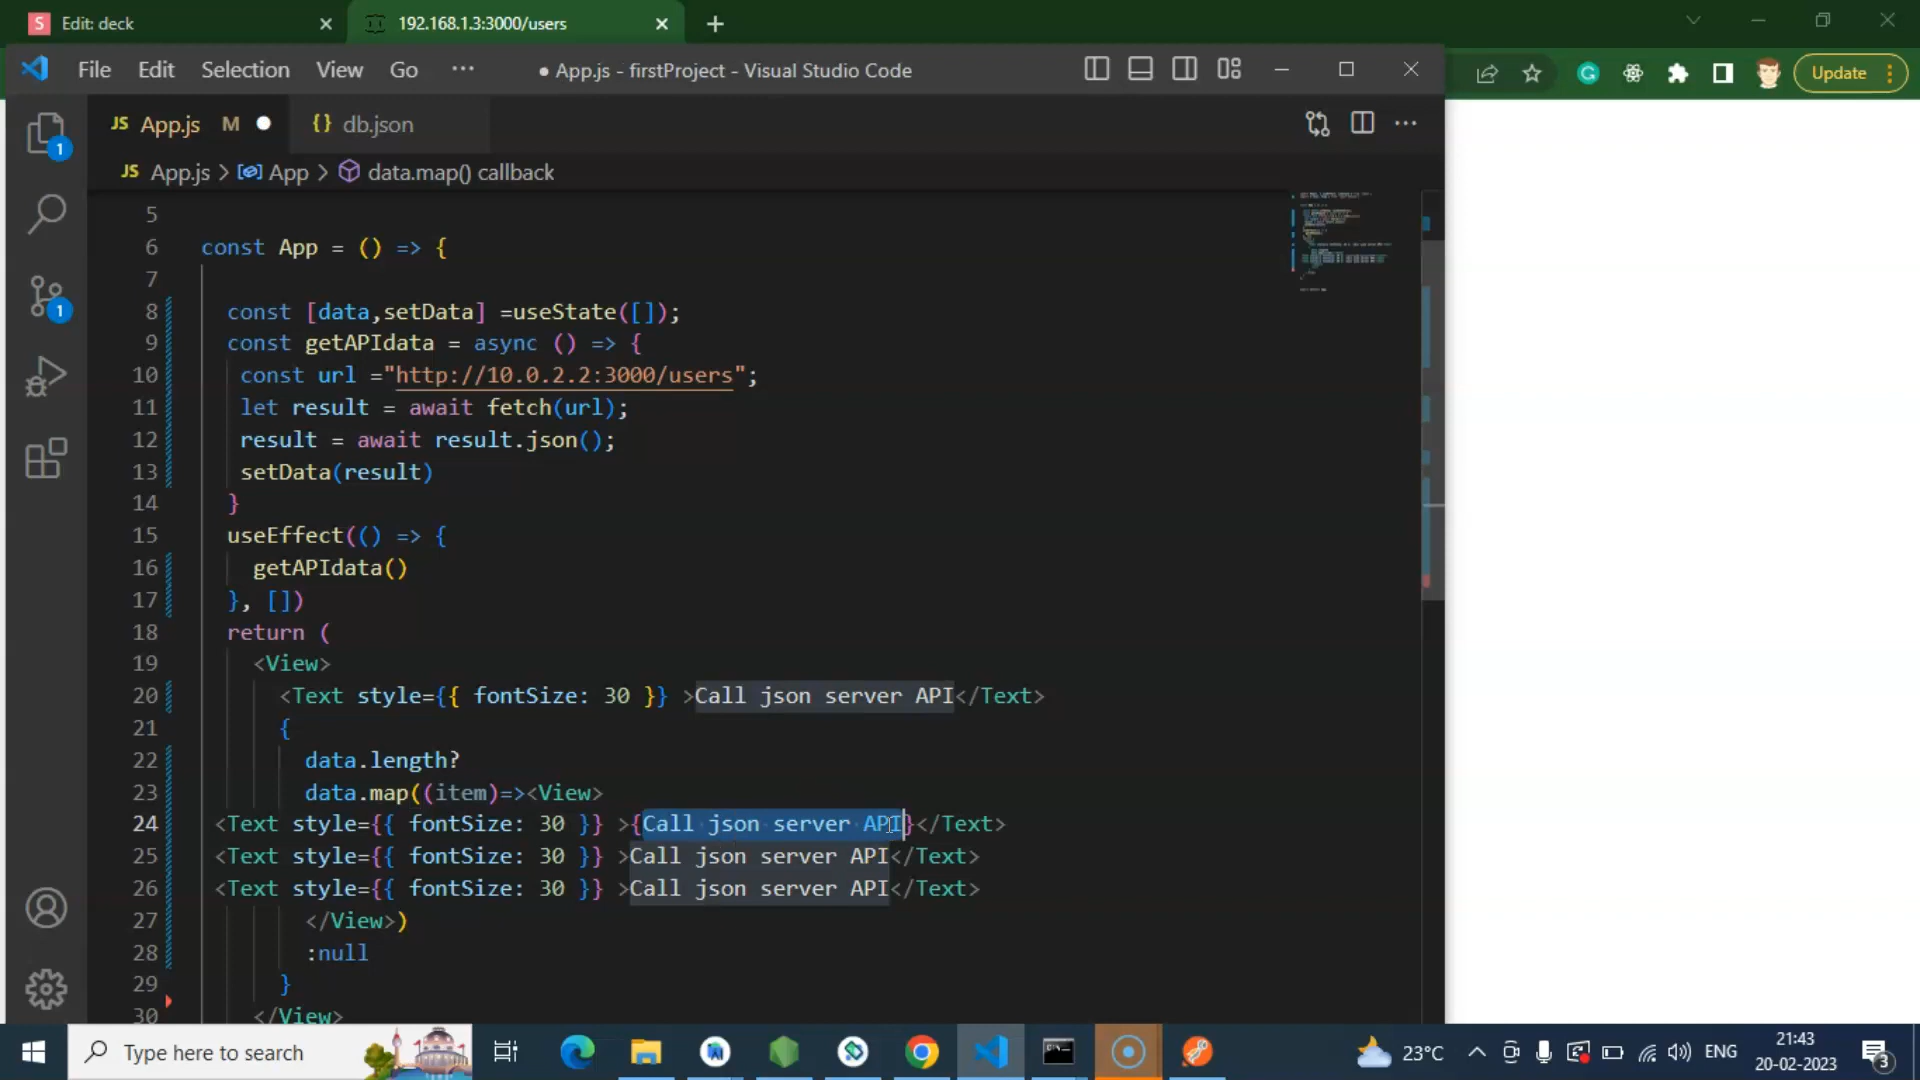 S Edit: deck
192.168.1.3:3000/users
File Edit Selection View Go ··· ● App.js - firstProject - Visual Studio Code
Update
JS App.js M ● {} db.json
JS App.js > App > data.map() callback
5
6 const App = () => {
7
8 const [data,setData] =useState([]);
9 const getAPIdata = async () => {
10 const url ="http://10.0.2.2:3000/users";
11 let result = await fetch(url);
12 result = await result.json();
13 setData(result)
14 }
15 useEffect(() => {
16 getAPIdata()
17 }, [])
18 return (
19 <View>
20 <Text style={{ fontSize: 30 }} >Call json server API</Text>
21 {
22 data.length?
23 data.map((item)=><View>
24 <Text style={{ fontSize: 30 }} >{Call json server API}</Text>
25 <Text style={{ fontSize: 30 }} >Call json server API</Text>
26 <Text style={{ fontSize: 30 }} >Call json server API</Text>
27 </View>)
28 :null
29 }
30 </View>
1
1
Type here to search
23°C ENG 21:43
20-02-2023
3